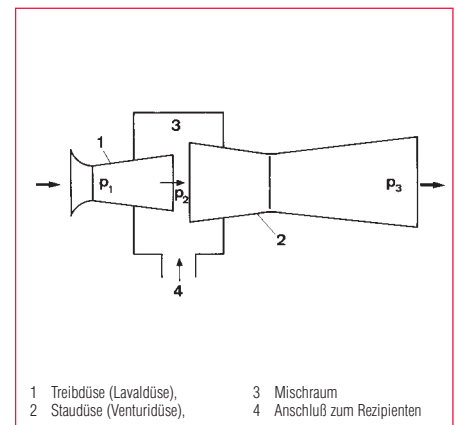 3
1
p1
p2
p3
2
4
1 Treibdüse (Lavaldüse),
2 Staudüse (Venturidüse),
3 Mischraum
4 Anschluß zum Rezipienten